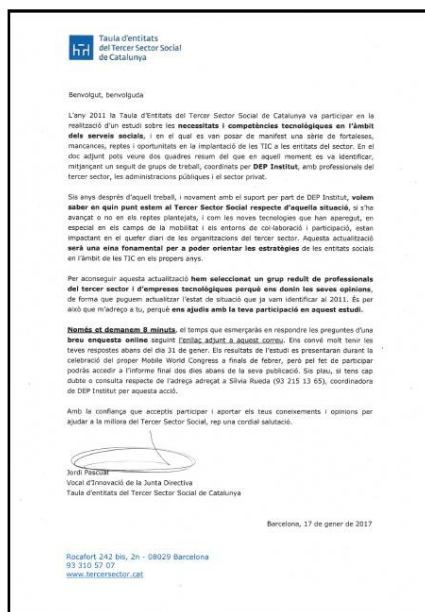 Taula d'entitats
del Tercer Sector Social
de Catalunya
Benvolgut, benvolguda
L'any 2011 la Taula d'Entitats del Tercer Sector Social de Catalunya va participar en la
realització d'un estudi sobre les necessitats i competències tecnològiques en l'àmbit
dels serveis socials, i en el qual es van posar de manifest una sèrie de fortaleses,
mancances, reptes i oportunitats en la implantació de les TIC a les entitats del sector. En el
doc adjunt pots veure dos quadres resum del que en aquell moment es va identificar,
mitjançant un seguit de grups de treball, coordinats per DEP Institut, amb professionals del
tercer sector, les administracions públiques i el sector privat.
Sis anys després d'aquell treball, i novament amb el suport per part de DEP Institut, volem
saber en quin punt estem al Tercer Sector Social respecte d'aquella situació, si s'ha
avançat o no en els reptes plantejats, i com les noves tecnologies que han aparegut, en
especial en els camps de la mobilitat i els entorns de col·laboració i participació, estan
impactant en el quefer diari de les organitzacions del tercer sector. Aquesta actualització
serà una eina fonamental per a poder orientar les estratègies de les entitats socials
en l'àmbit de les TIC en els propers anys.
Per aconseguir aquesta actualització hem seleccionat un grup reduït de professionals
del tercer sector i d'empreses tecnològiques perquè ens donin les seves opinions,
de forma que puguem actualitzar l'estat de situació que ja vam identificar al 2011. És per
això que m'adreço a tu, perquè ens ajudis amb la teva participació en aquest estudi.
Només et demanem 8 minuts, el temps que esmerçaràs en respondre les preguntes d'una
breu enquesta online seguint l'enllaç adjunt a aquest correu. Ens convé molt tenir les
teves respostes abans del dia 31 de gener. Els resultats de l'estudi es presentaran durant la
celebració del proper Mobile World Congress a finals de febrer, però pel fet de participar
podràs accedir a l'informe final dos dies abans de la seva publicació. Sis plau, si tens cap
dubte o consulta respecte de l'adreça adreçat a Sílvia Rueda (93 215 13 65), coordinadora
de DEP Institut per aquesta acció.
Amb la confiança que acceptis participar i aportar els teus coneixements i opinions per
ajudar a la millora del Tercer Sector Social, rep una cordial salutació.
Jordi Pascual
Vocal d'Innovació de la Junta Directiva
Taula d'entitats del Tercer Sector Social de Catalunya
Barcelona, 17 de gener de 2017
Rocafort 242 bis, 2n - 08029 Barcelona
93 310 57 07
www.tercersector.cat